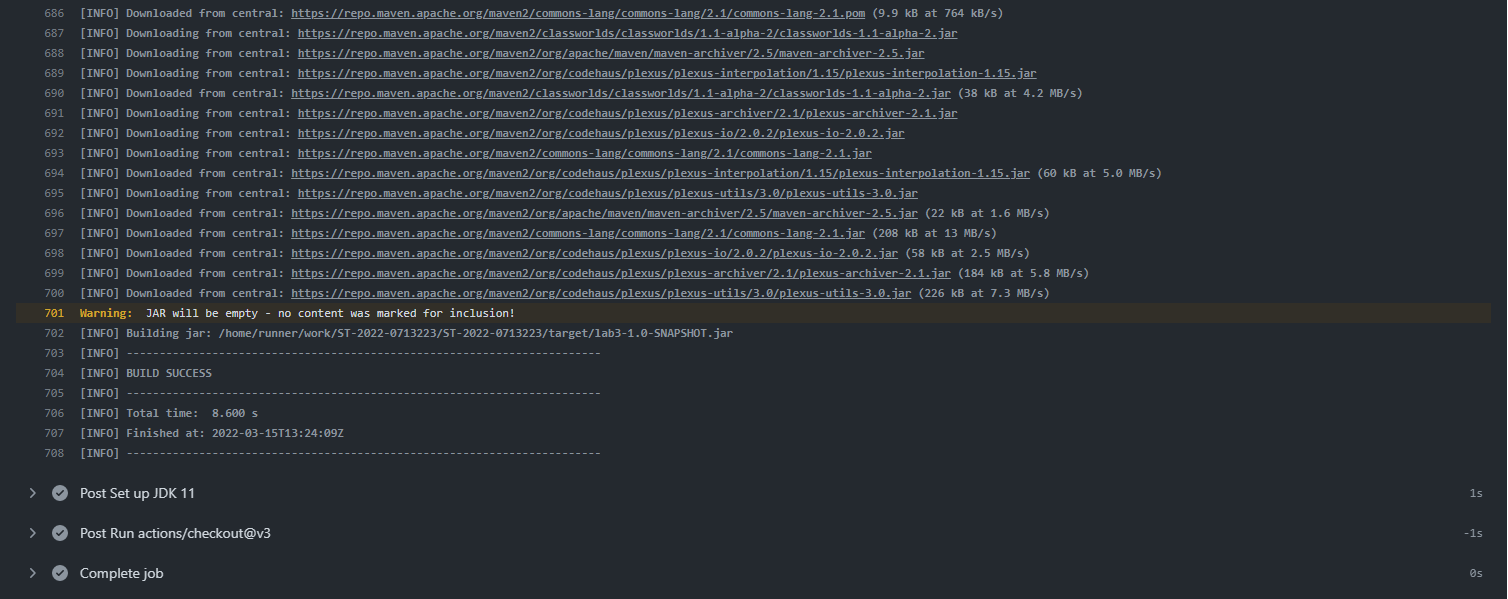 686 [INFO] Downloaded from central: https://repo.maven.apache.org/maven2/commons-lang/commons-lang/2.1/commons-lang-2.1.pom (9.9 kB at 764 kB/s)
687 [INFO] Downloading from central: https://repo.maven.apache.org/maven2/classworlds/classworlds/1.1-alpha-2/classworlds-1.1-alpha-2.jar
688 [INFO] Downloading from central: https://repo.maven.apache.org/maven2/org/apache/maven/maven-archiver/2.5/maven-archiver-2.5.jar
689 [INFO] Downloading from central: https://repo.maven.apache.org/maven2/org/codehaus/plexus/plexus-interpolation/1.15/plexus-interpolation-1.15.jar
690 [INFO] Downloaded from central: https://repo.maven.apache.org/maven2/classworlds/classworlds/1.1-alpha-2/classworlds-1.1-alpha-2.jar (38 kB at 4.2 MB/s)
691 [INFO] Downloading from central: https://repo.maven.apache.org/maven2/org/codehaus/plexus/plexus-archiver/2.1/plexus-archiver-2.1.jar
692 [INFO] Downloading from central: https://repo.maven.apache.org/maven2/org/codehaus/plexus/plexus-io/2.0.2/plexus-io-2.0.2.jar
693 [INFO] Downloading from central: https://repo.maven.apache.org/maven2/commons-lang/commons-lang/2.1/commons-lang-2.1.jar
694 [INFO] Downloaded from central: https://repo.maven.apache.org/maven2/org/codehaus/plexus/plexus-interpolation/1.15/plexus-interpolation-1.15.jar (60 kB at 5.0 MB/s)
695 [INFO] Downloading from central: https://repo.maven.apache.org/maven2/org/codehaus/plexus/plexus-utils/3.0/plexus-utils-3.0.jar
696 [INFO] Downloaded from central: https://repo.maven.apache.org/maven2/org/apache/maven/maven-archiver/2.5/maven-archiver-2.5.jar (22 kB at 1.6 MB/s)
697 [INFO] Downloaded from central: https://repo.maven.apache.org/maven2/commons-lang/commons-lang/2.1/commons-lang-2.1.jar (208 kB at 13 MB/s)
698 [INFO] Downloaded from central: https://repo.maven.apache.org/maven2/org/codehaus/plexus/plexus-io/2.0.2/plexus-io-2.0.2.jar (58 kB at 2.5 MB/s)
699 [INFO] Downloaded from central: https://repo.maven.apache.org/maven2/org/codehaus/plexus/plexus-archiver/2.1/plexus-archiver-2.1.jar (184 kB at 5.8 MB/s)
700 [INFO] Downloaded from central: https://repo.maven.apache.org/maven2/org/codehaus/plexus/plexus-utils/3.0/plexus-utils-3.0.jar (226 kB at 7.3 MB/s)
701 Warning:  JAR will be empty - no content was marked for inclusion!
702 [INFO] Building jar: /home/runner/work/ST-2022-0713223/ST-2022-0713223/target/lab3-1.0-SNAPSHOT.jar
703 [INFO] ------------------------------------------------------------------------
704 [INFO] BUILD SUCCESS
705 [INFO] ------------------------------------------------------------------------
706 [INFO] Total time:  8.600 s
707 [INFO] Finished at: 2022-03-15T13:24:09Z
708 [INFO] ------------------------------------------------------------------------
Post Set up JDK 11 1s
Post Run actions/checkout@v3 -1s
Complete job 0s